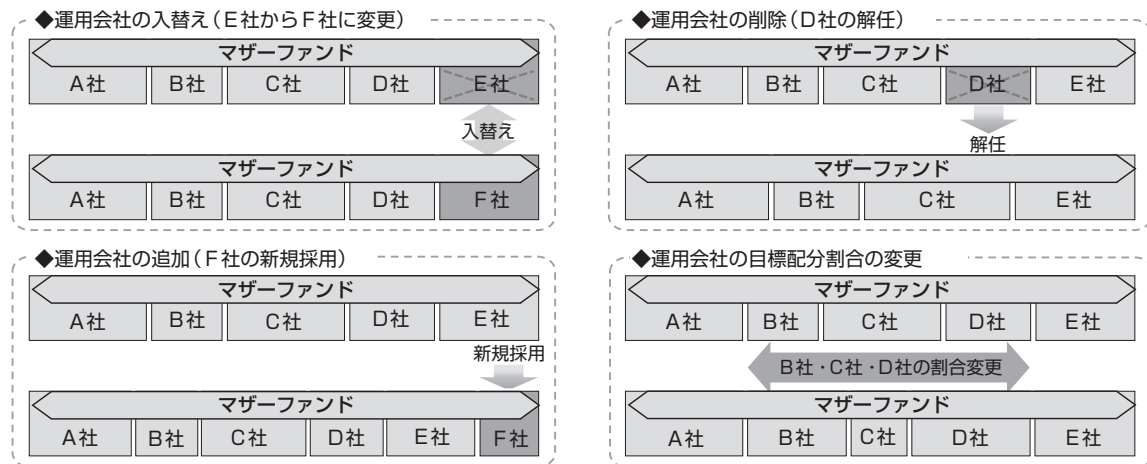 ◆運用会社の入替え（E社からF社に変更）
マザーファンド
A社 B社 C社 D社 E社
入替え
マザーファンド
A社 B社 C社 D社 F社
◆運用会社の削除（D社の解任）
マザーファンド
A社 B社 C社 D社 E社
解任
マザーファンド
A社 B社 C社 E社
◆運用会社の追加（F社の新規採用）
マザーファンド
A社 B社 C社 D社 E社
新規採用
マザーファンド
A社 B社 C社 D社 E社 F社
◆運用会社の目標配分割合の変更
マザーファンド
A社 B社 C社 D社 E社
B社・C社・D社の割合変更
マザーファンド
A社 B社 C社 D社 E社